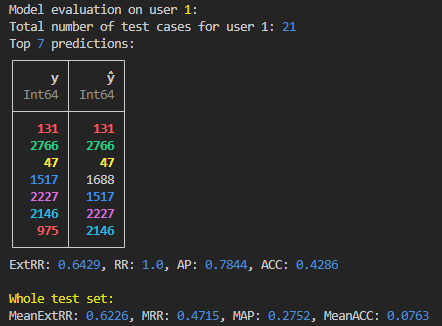 Model evaluation on user 1:
Total number of test cases for user 1: 21
Top 7 predictions:
y ŷ
Int64 Int64
131 131
2766 2766
47 47
1517 1688
2227 1517
2146 2227
975 2146
ExtRR: 0.6429, RR: 1.0, AP: 0.7844, ACC: 0.4286
Whole test set:
MeanExtRR: 0.6226, MRR: 0.4715, MAP: 0.2752, MeanACC: 0.0763